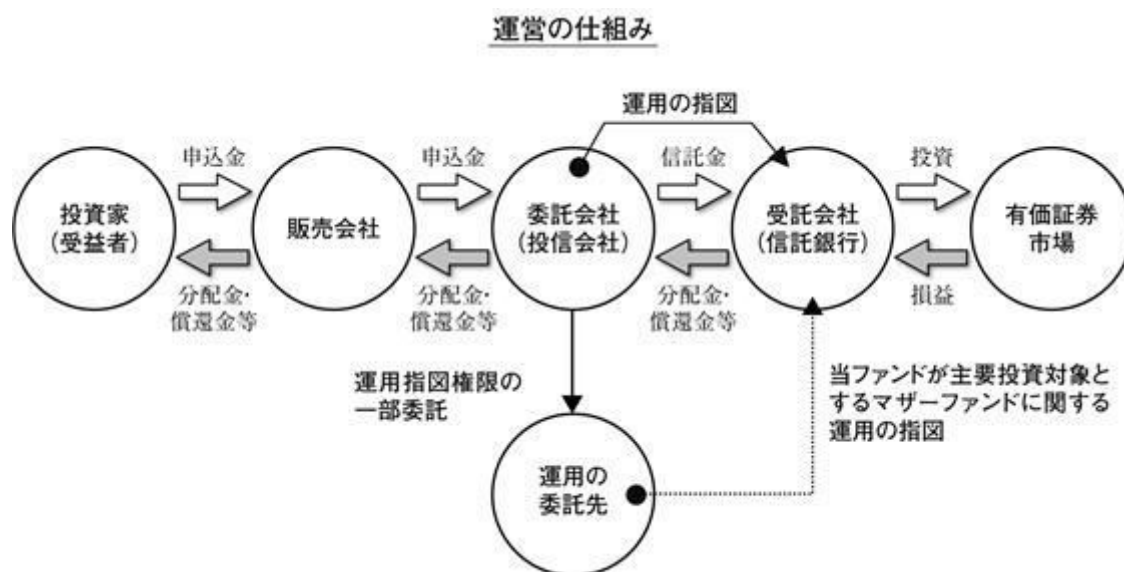 運営の仕組み
運用の指図
申込金
申込金
信託金
投資
投資家
(受益者)
販売会社
委託会社
(投信会社)
受託会社
(信託銀行)
有価証券
市場
分配金・
償還金等
分配金・
償還金等
分配金・
償還金等
損益
運用指図権限の
一部委託
当ファンドが主要投資対象と
するマザーファンドに関する
運用の指図
運用の
委託先